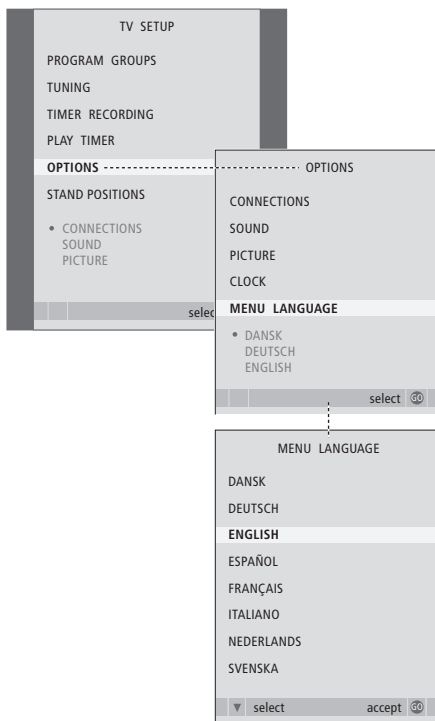 TV SETUP
PROGRAM GROUPS
TUNING
TIMER RECORDING
PLAY TIMER
OPTIONS
STAND POSITIONS
• CONNECTIONS
SOUND
PICTURE
OPTIONS
CONNECTIONS
SOUND
PICTURE
CLOCK
MENU LANGUAGE
• DANSK
DEUTSCH
ENGLISH
select GO
MENU LANGUAGE
DANSK
DEUTSCH
ENGLISH
ESPAÑOL
FRANÇAIS
ITALIANO
NEDERLANDS
SVENSKA
▼ select accept GO